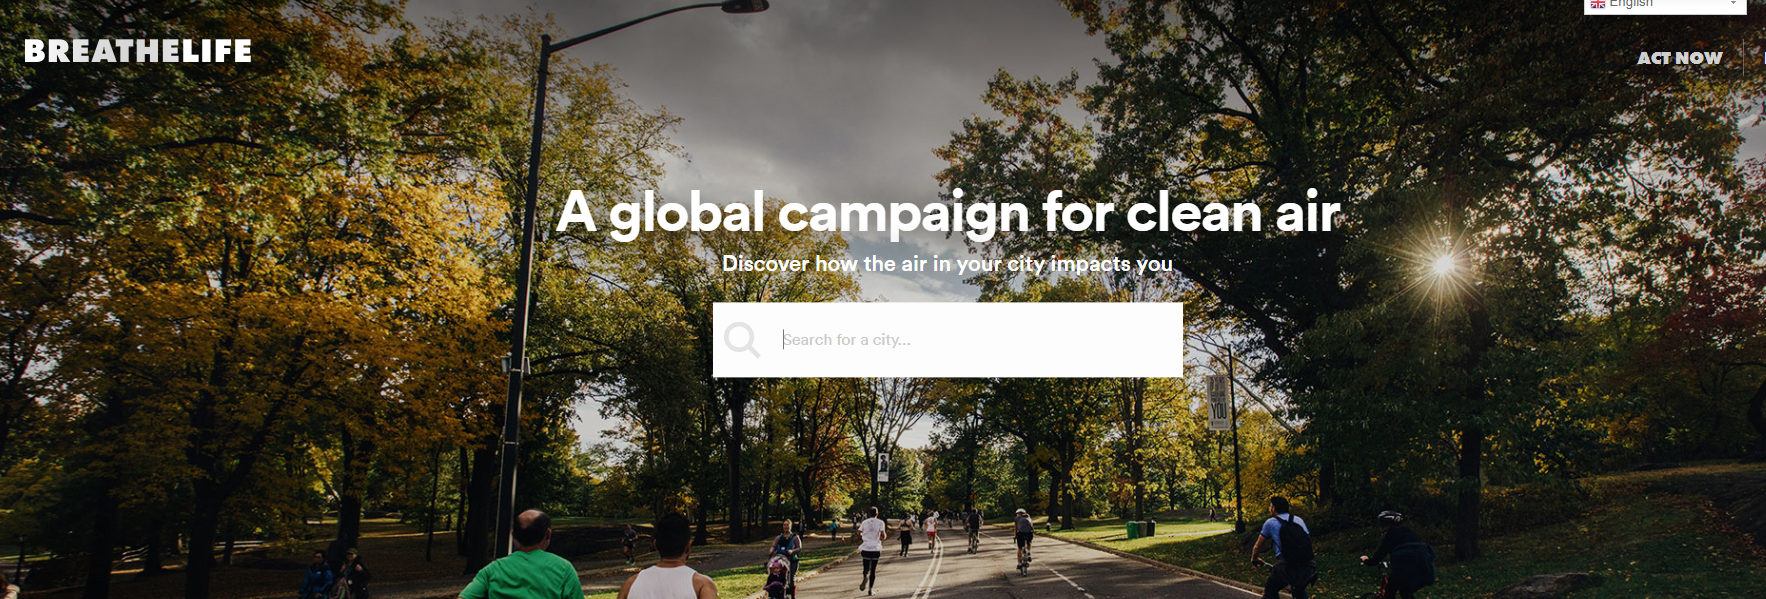 English
BREATHELIFE
ACT NOW
A global campaign for clean air
Discover how the air in your city impacts you
Search for a city...
YOU